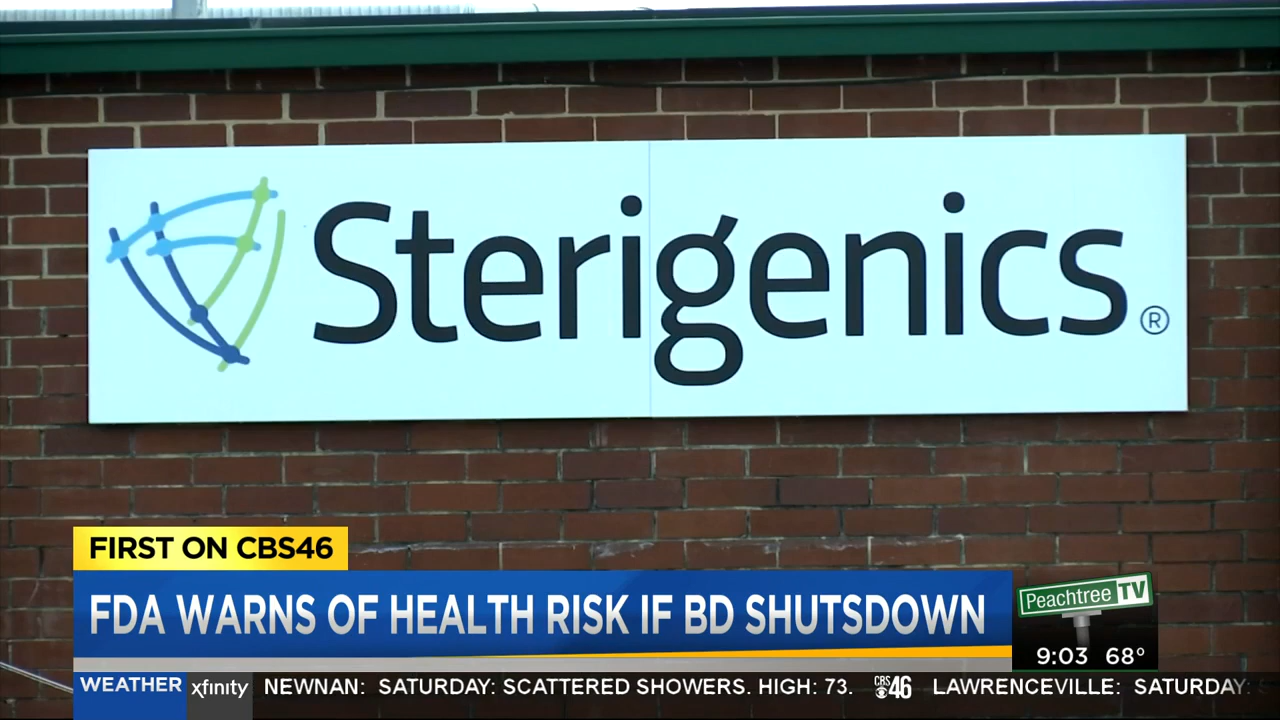 Sterigenics®
FIRST ON CBS46
FDA WARNS OF HEALTH RISK IF BD SHUTSDOWN
Peachtree TV
9:03 68°
WEATHER xfinity NEWNAN: SATURDAY: SCATTERED SHOWERS. HIGH: 73. CBS 46 LAWRENCEVILLE: SATURDAY: